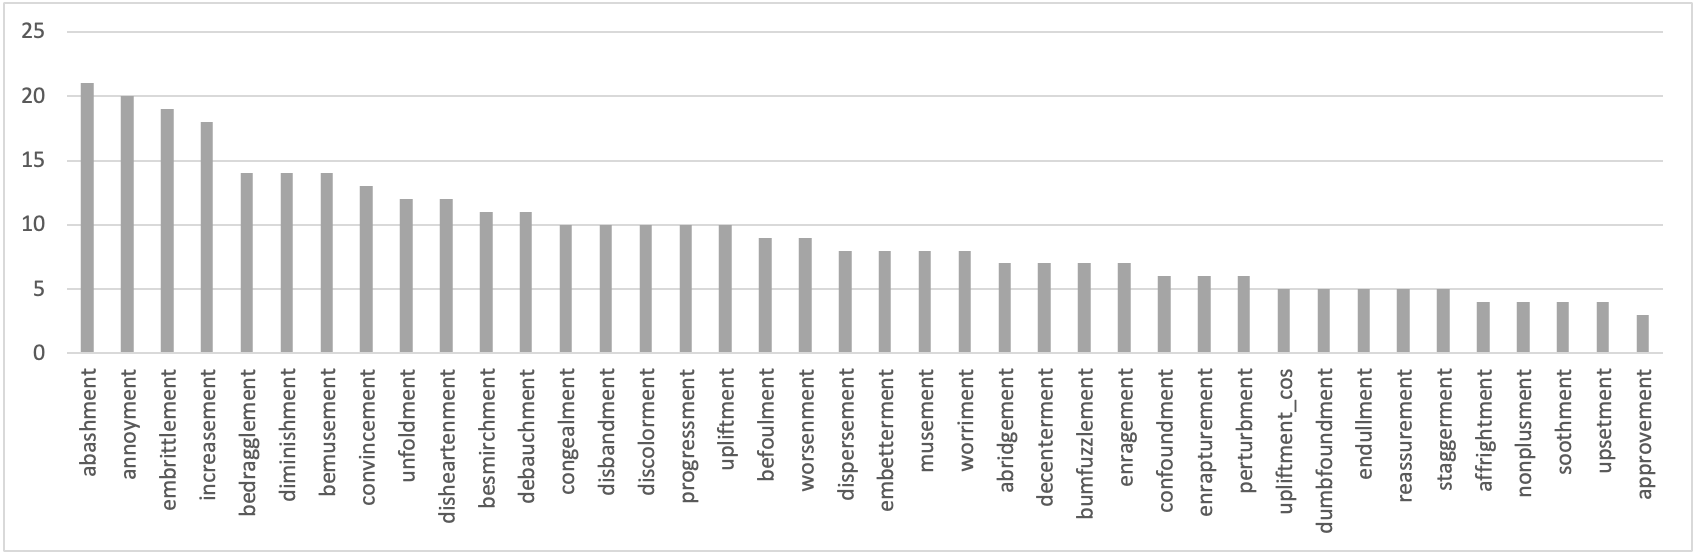 25
20
15
10
5
0
abashment
annoyment
embrittlement
increasement
bedragglement
diminishment
bemusement
convincement
unfoldment
disheartenment
besmirchment
debauchment
congealment
disbandment
discolorment
progressment
upliftment
befoulment
worsenment
dispersement
embetterment
musement
worriment
abridgement
decenterment
bumfuzzlement
enragement
confoundment
enrapturement
perturbment
upliftment_cos
dumbfoundment
endullment
reassurement
staggerment
affrightment
nonplusment
soothment
upsetment
approvement